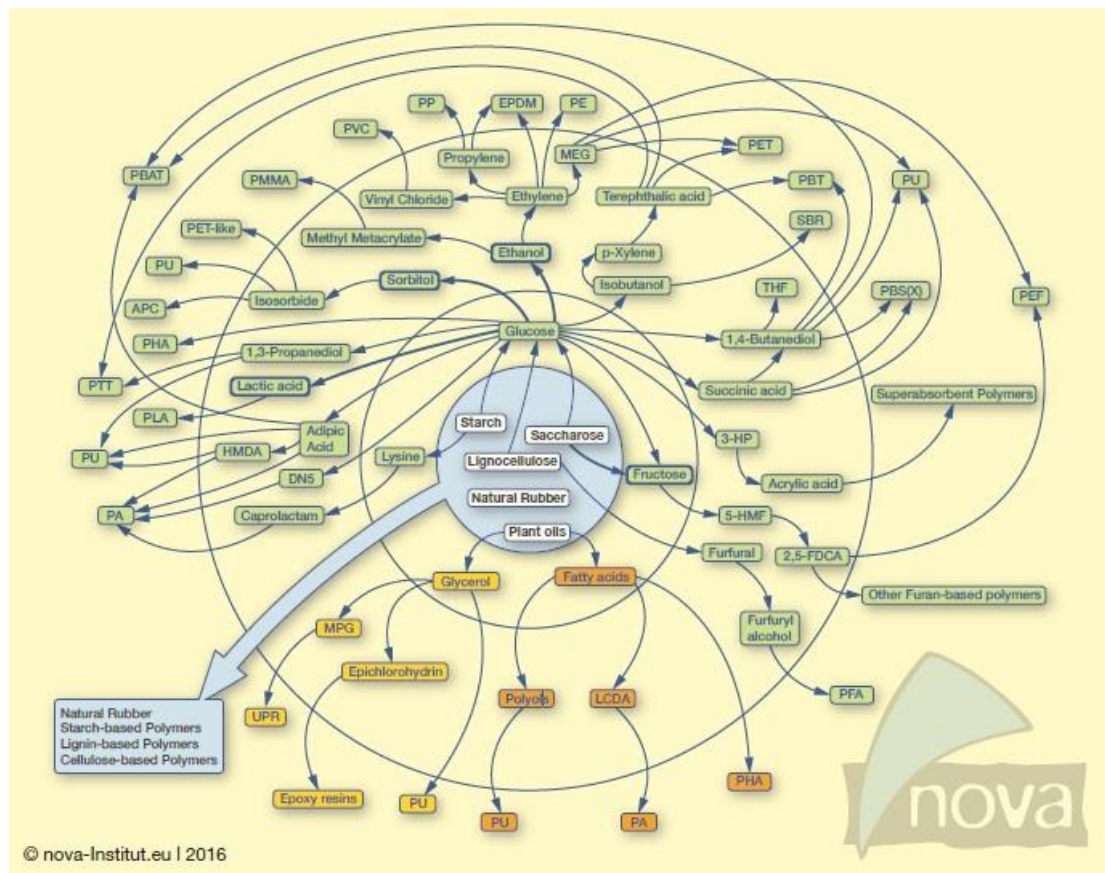 PP
EPDM
PE
PVC
Propylene
MEG
PET
PBAT
PMMA
Vinyl Chloride
Ethylene
Terephthalic acid
PBT
PU
PET-like
Methyl Metacrylate
Ethanol
p-Xylene
SBR
PU
Sorbitol
Isobutanol
THF
PBS(X)
PEF
APC
Isosorbide
PHA
Glucose
1,4-Butanediol
1,3-Propanediol
PTT
Lactic acid
Succinic acid
Superabsorbent Polymers
PLA
Starch
Adipic
Acid
Saccharose
3-HP
PU
HMDA
Lysine
Lignocellulose
DN5
Fructose
Acrylic acid
Natural Rubber
PA
Caprolactam
5-HMF
Plant oils
Furfural
2,5-FDCA
Glycerol
Fatty acids
Other Furan-based polymers
MPG
Furfuryl
alcohol
Epichlorohydrin
Polyols
LCDA
PFA
UPR
Natural Rubber
Starch-based Polymers
Lignin-based Polymers
Cellulose-based Polymers
PHA
Epoxy resins
PU
PU
PA
nova
© nova-Institut.eu | 2016